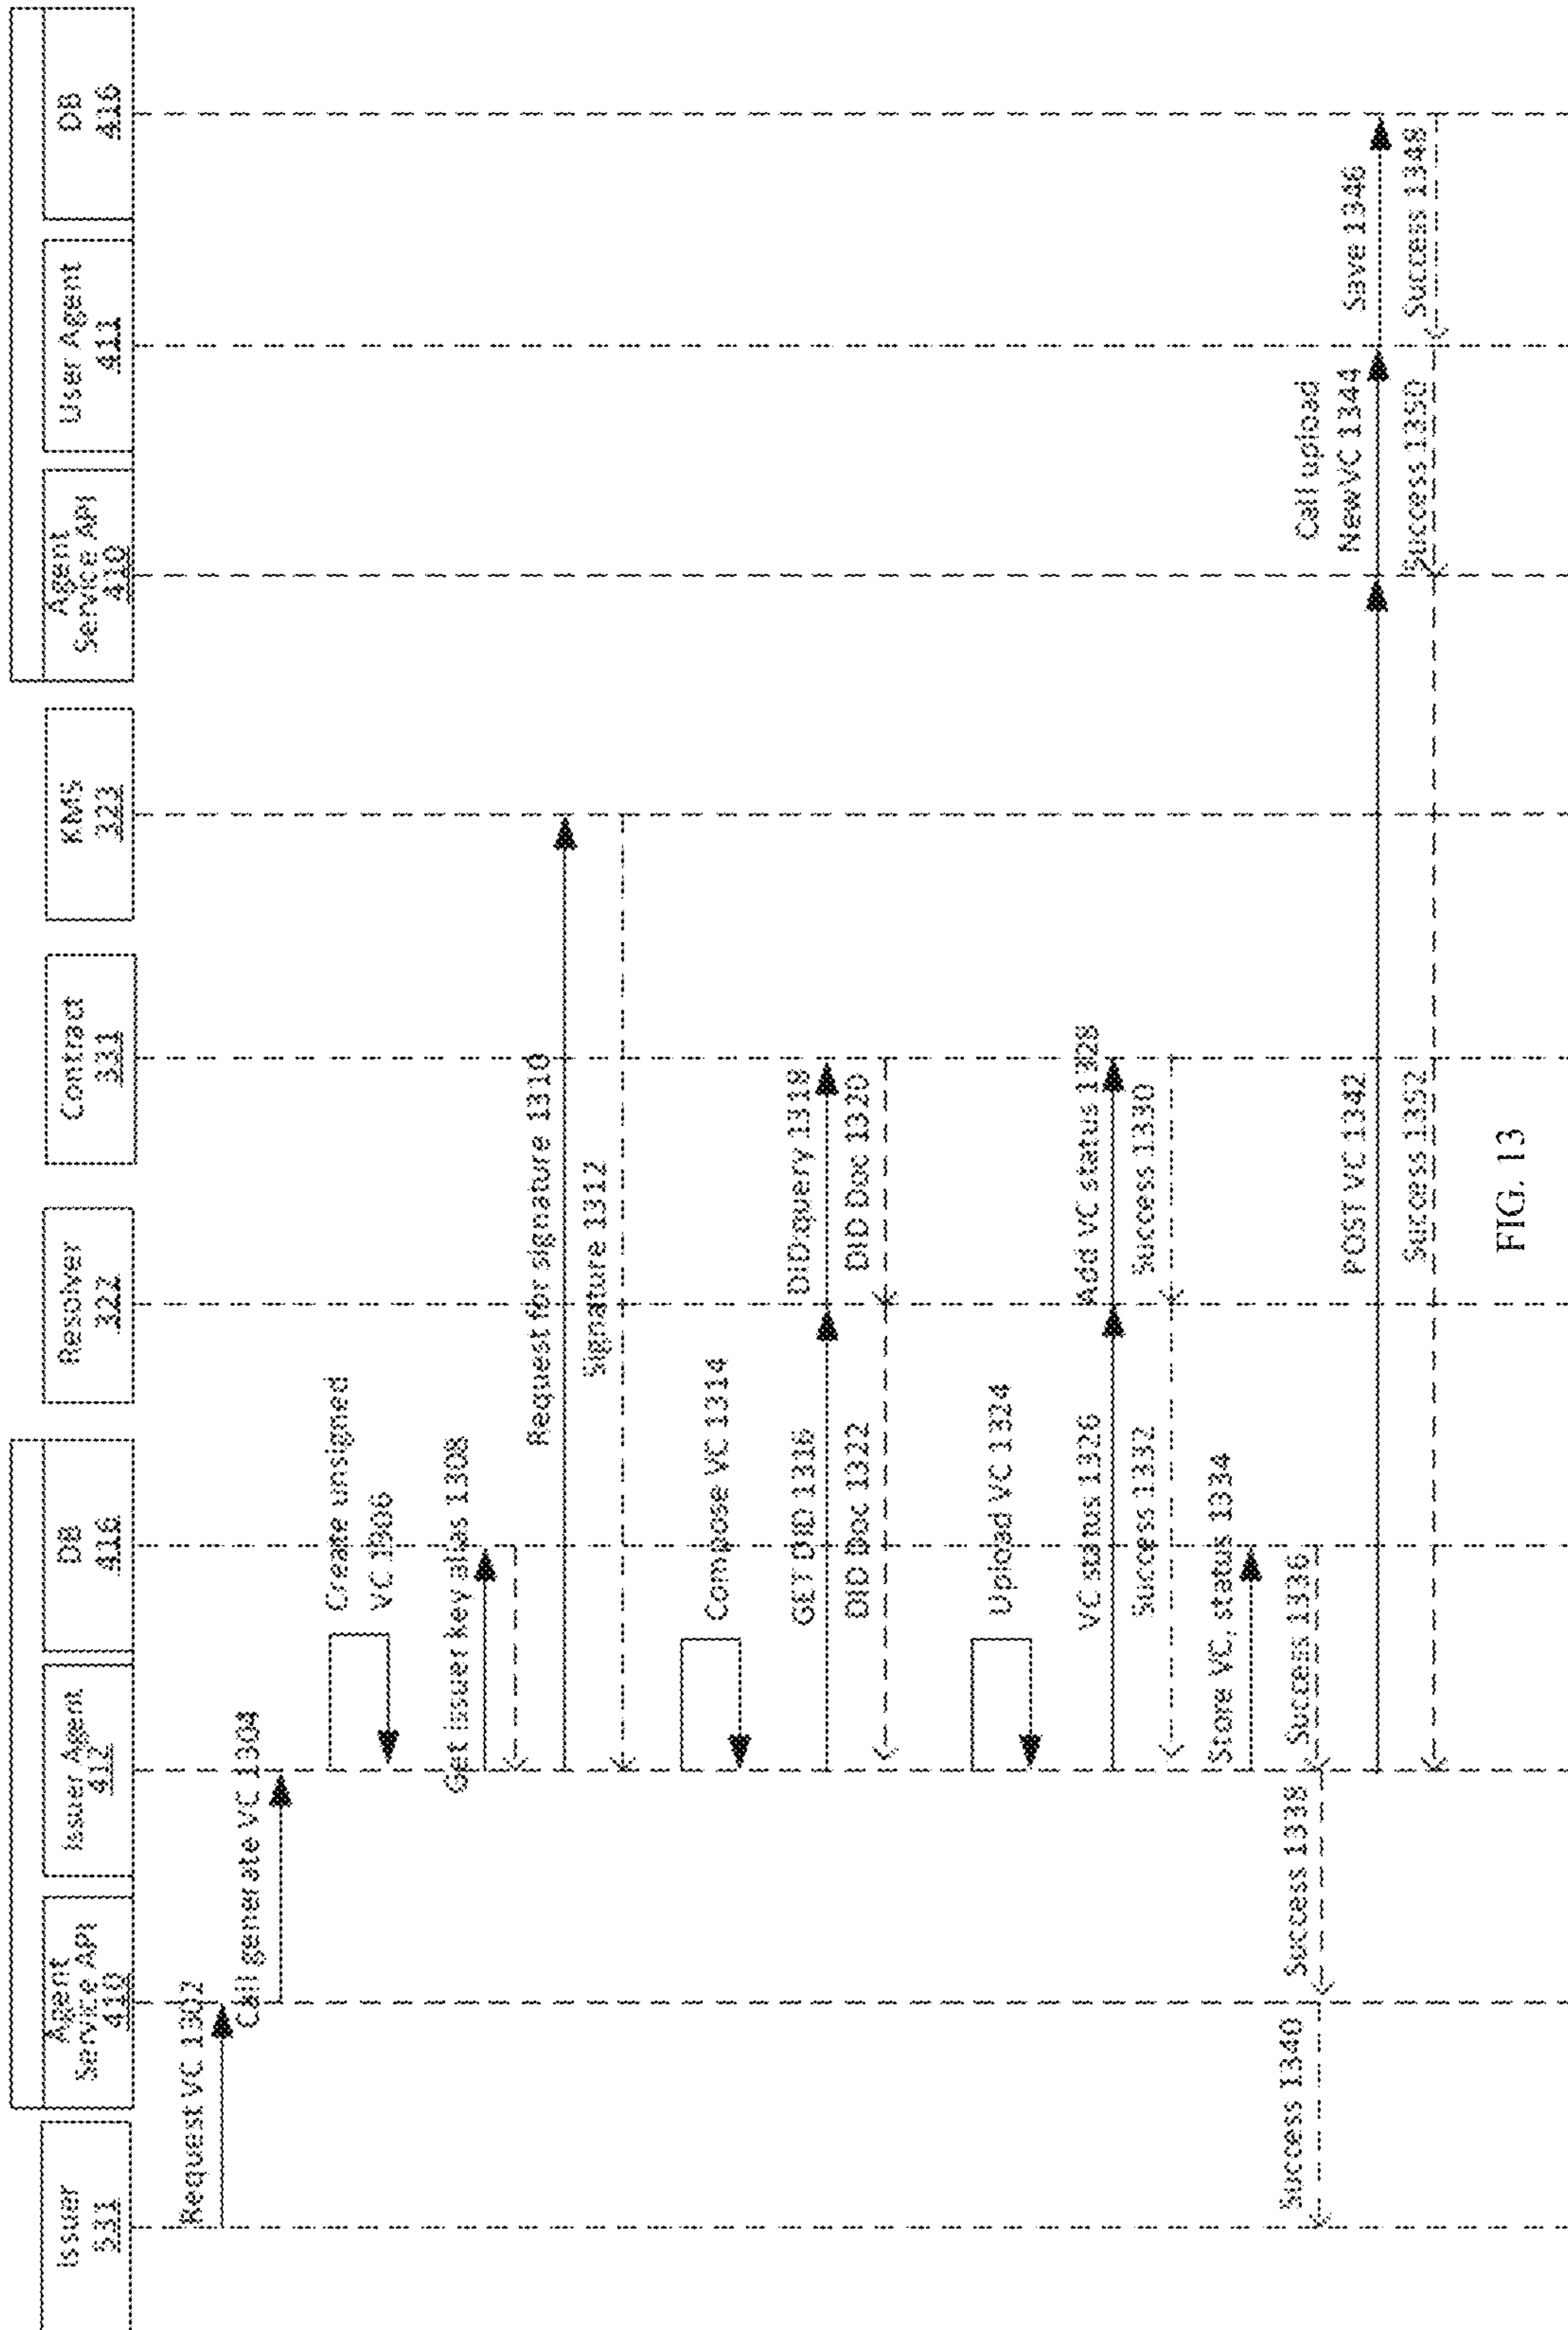 Issuer
531
Agent
Service API
410
Issuer Agent
412
DB
416
Resolver
322
Contract
331
KMS
323
Agent
Service API
410
User Agent
411
DB
416
Request VC 1302
Call generate VC 1304
Create unsigned
VC 1306
Get issuer key alias 1308
Request for signature 1310
Signature 1312
Compose VC 1314
GET DID 1316
DID query 1318
DID Doc 1320
DID Doc 1322
Upload VC 1324
VC status 1326
Add VC status 1328
Success 1330
Success 1332
Store VC, status 1334
Success 1336
Success 1338
Success 1340
POST VC 1342
Call upload
NewVC 1344
Save 1346
Success 1348
Success 1350
Success 1352
FIG. 13